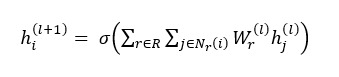 h_i^{(l+1)} = σ(∑_{r∈R} ∑_{j∈N_r(i)} W_r^{(l)} h_j^{(l)})